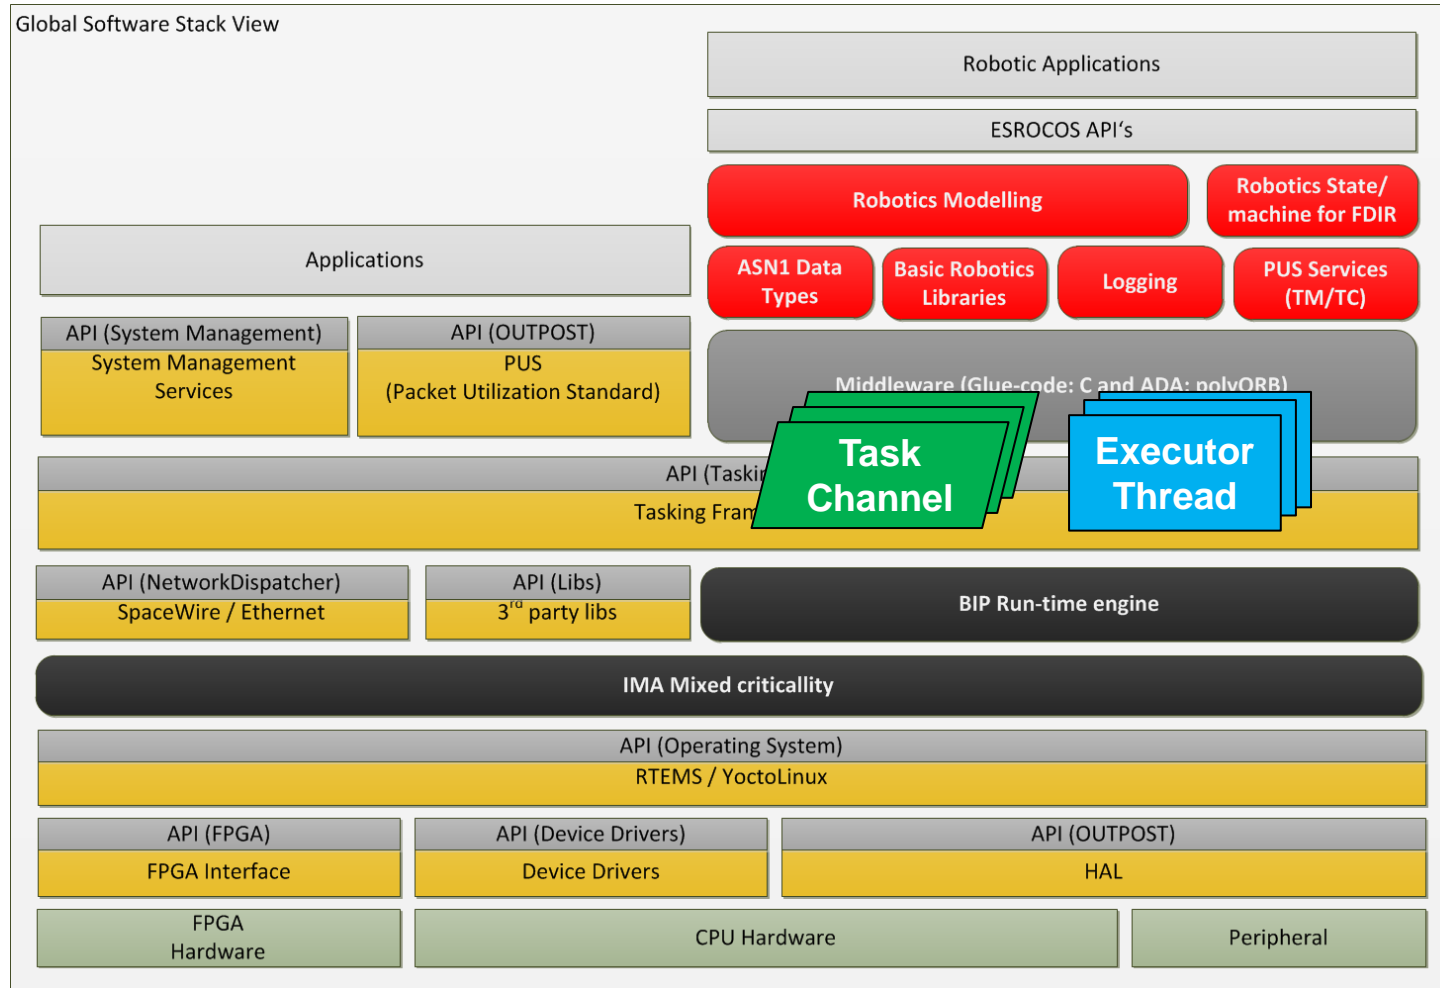 Global Software Stack View
Robotic Applications
ESROCOS API‘s
Robotics Modelling
Robotics State/
machine for FDIR
Applications
ASN1 Data
Types
Basic Robotics
Libraries
Logging
PUS Services
(TM/TC)
API (System Management)
System Management
Services
API (OUTPOST)
PUS
(Packet Utilization Standard)
Middleware (Glue-code: C and ADA: polyORB)
Task
Channel
Executor
Thread
API (Taskin
Tasking Fram
API (NetworkDispatcher)
SpaceWire / Ethernet
API (Libs)
3rd party libs
BIP Run-time engine
IMA Mixed criticallity
API (Operating System)
RTEMS / YoctoLinux
API (FPGA)
FPGA Interface
API (Device Drivers)
Device Drivers
API (OUTPOST)
HAL
FPGA
Hardware
CPU Hardware
Peripheral